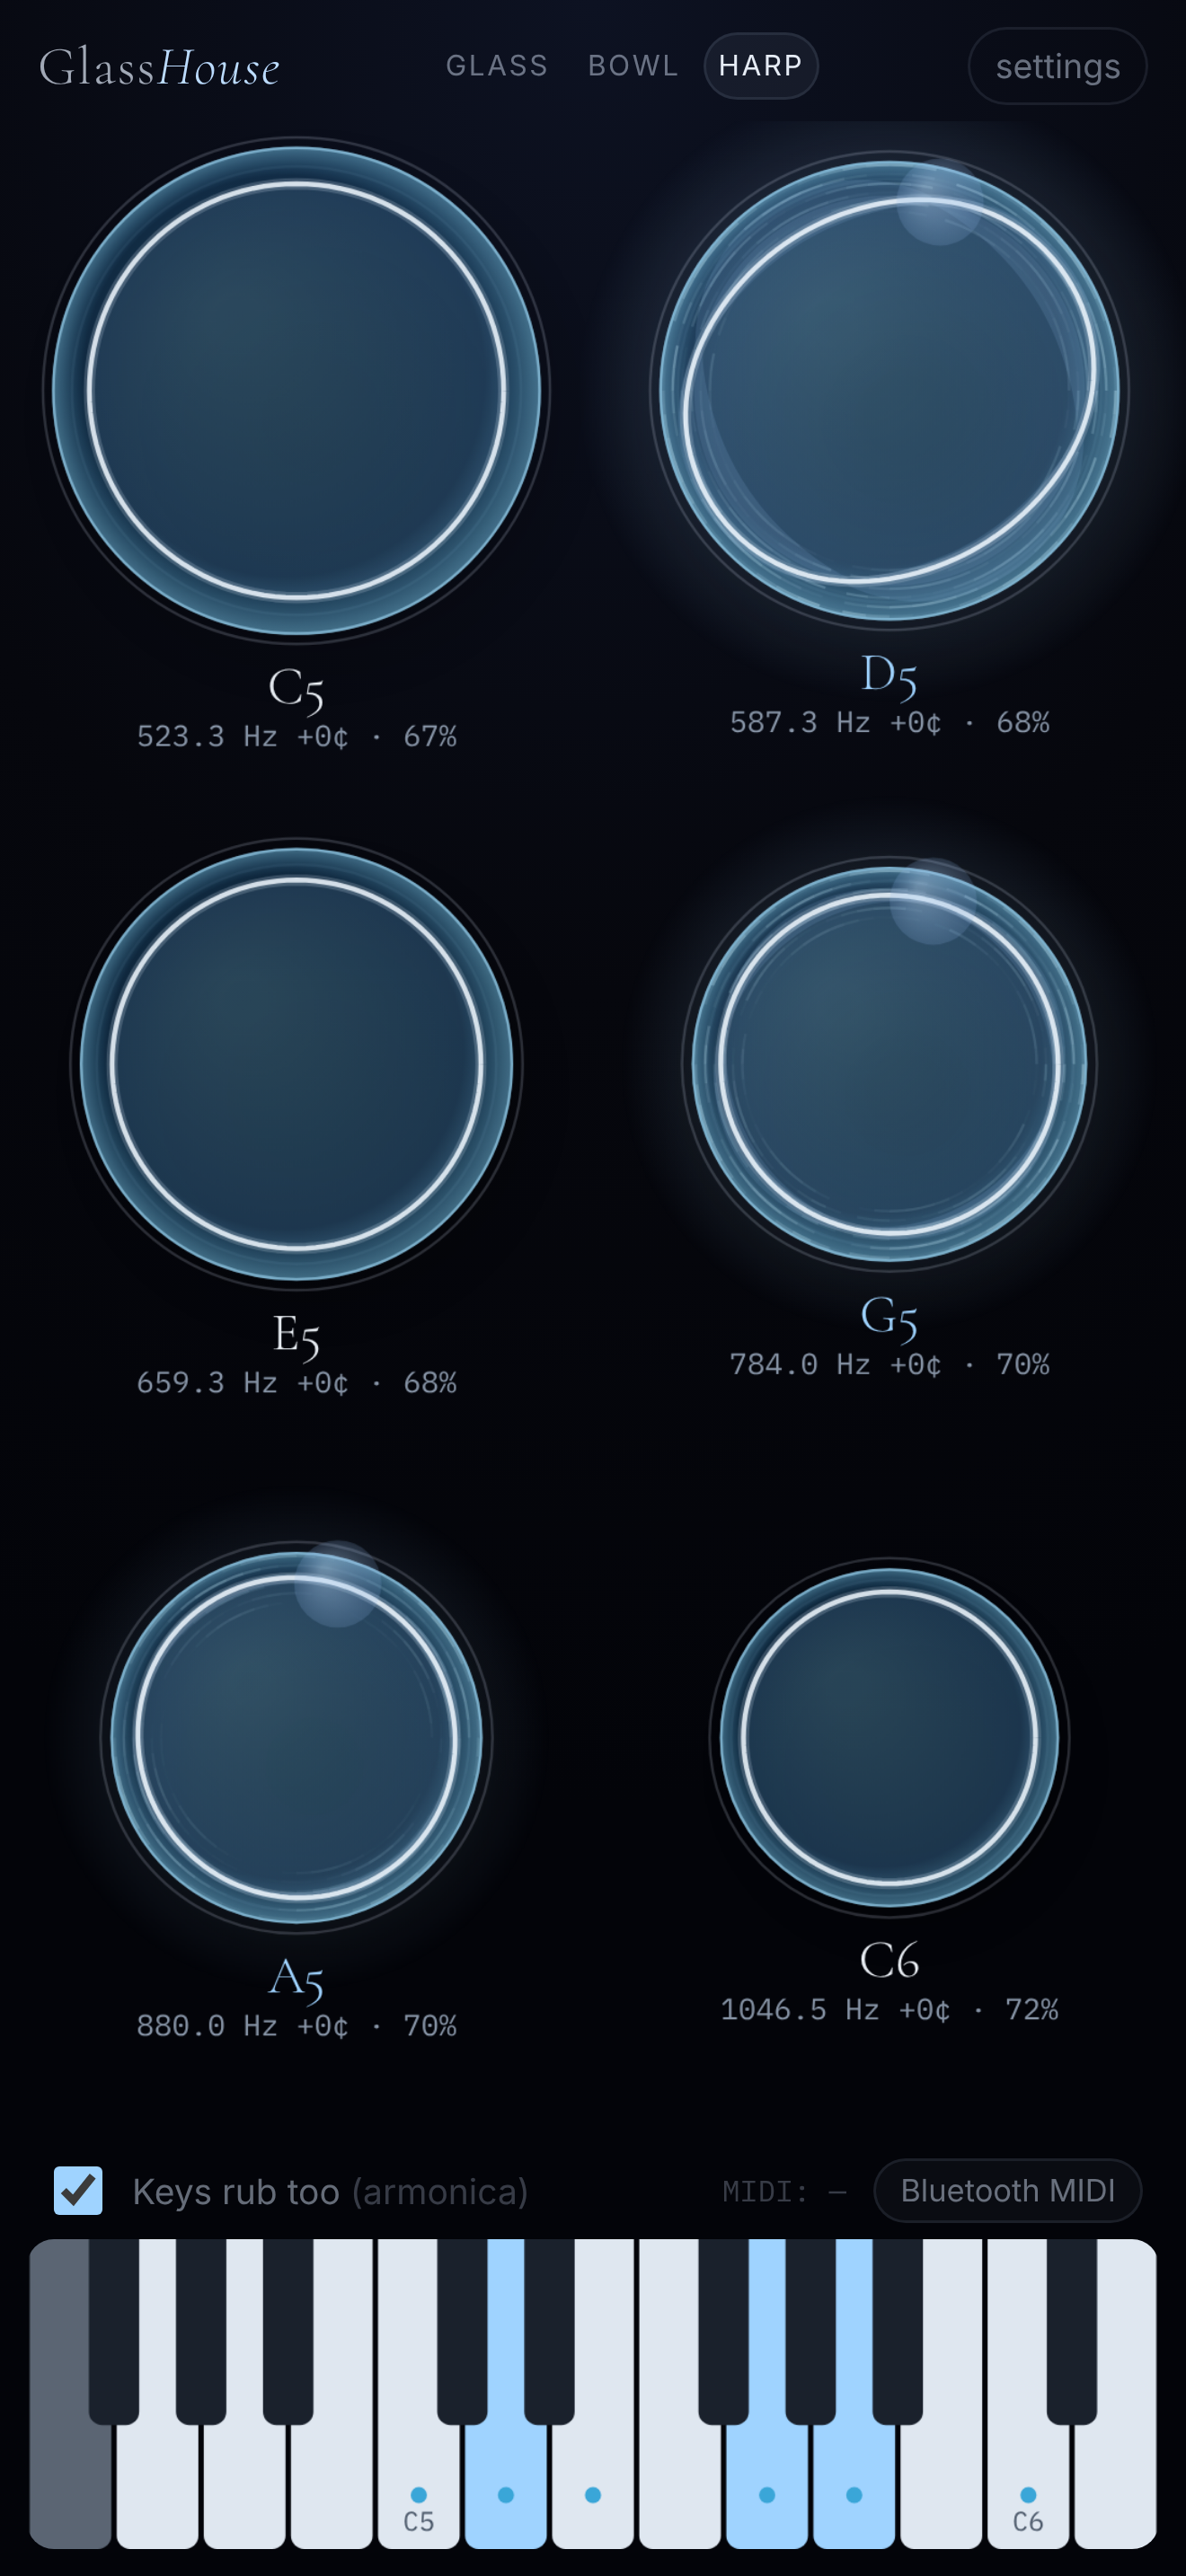 GlassHouse GLASS BOWL HARP settings
C5
523.3 Hz +0¢ · 67%
D5
587.3 Hz +0¢ · 68%
E5
659.3 Hz +0¢ · 68%
G5
784.0 Hz +0¢ · 70%
A5
880.0 Hz +0¢ · 70%
C6
1046.5 Hz +0¢ · 72%
Keys rub too (armonica) MIDI: — Bluetooth MIDI
C5 C6